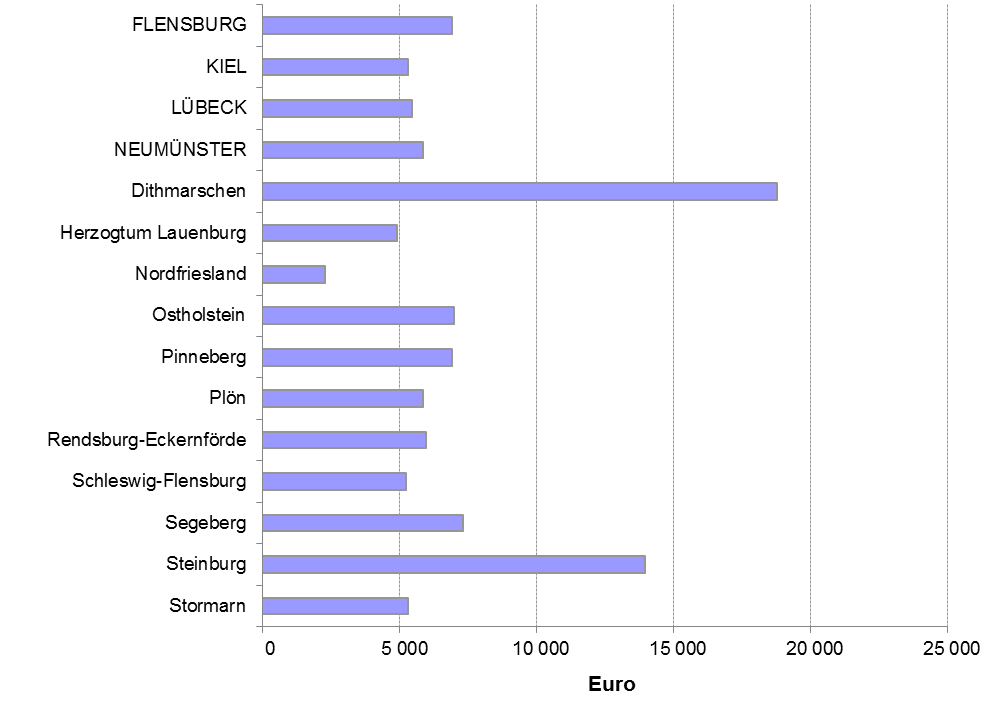 FLENSBURG
KIEL
LÜBECK
NEUMÜNSTER
Dithmarschen
Herzogtum Lauenburg
Nordfriesland
Ostholstein
Pinneberg
Plön
Rendsburg-Eckernförde
Schleswig-Flensburg
Segeberg
Steinburg
Stormarn
0 5 000 10 000 15 000 20 000 25 000
Euro